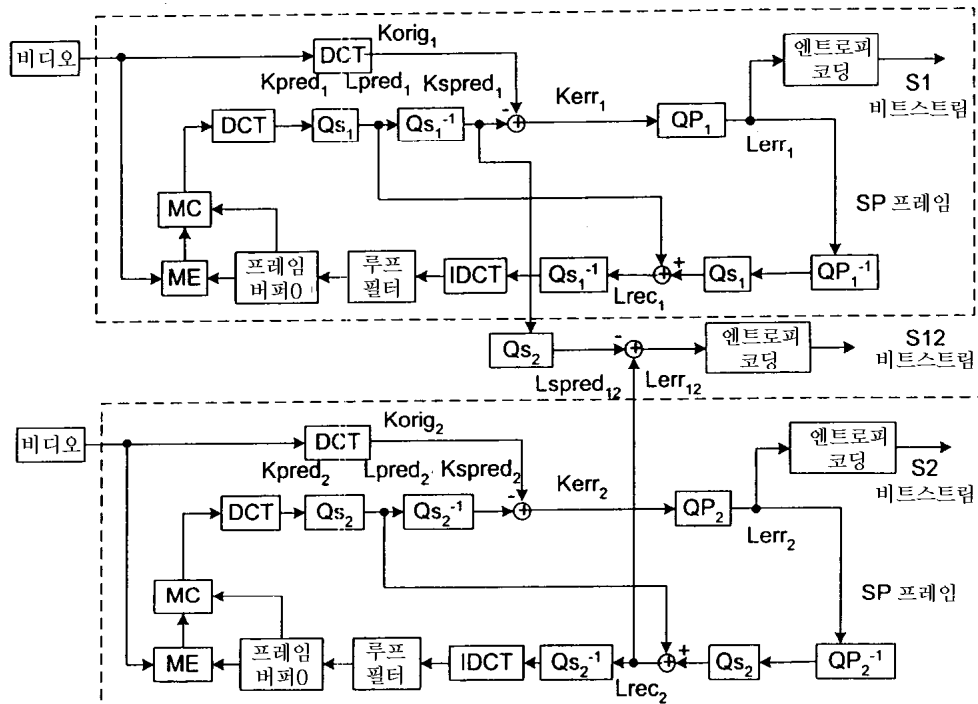 비디오
DCT
Korig₁
Kpred₁ Lpred₁ Kspred₁
엔트로피
코딩
S1
비트스트림
DCT
Qs₁
Qs₁⁻¹
Kerr₁
QP₁
Lerr₁
MC
SP 프레임
ME
프레임
버퍼0
루프
필터
IDCT
Qs₁⁻¹
Lrec₁
Qs₁
QP₁⁻¹
Qs₂
Lspred₁₂
Lerr₁₂
엔트로피
코딩
S12
비트스트림
비디오
DCT
Korig₂
Kpred₂ Lpred₂ Kspred₂
엔트로피
코딩
S2
비트스트림
DCT
Qs₂
Qs₂⁻¹
Kerr₂
QP₂
Lerr₂
MC
SP 프레임
ME
프레임
버퍼0
루프
필터
IDCT
Qs₂⁻¹
Lrec₂
Qs₂
QP₂⁻¹